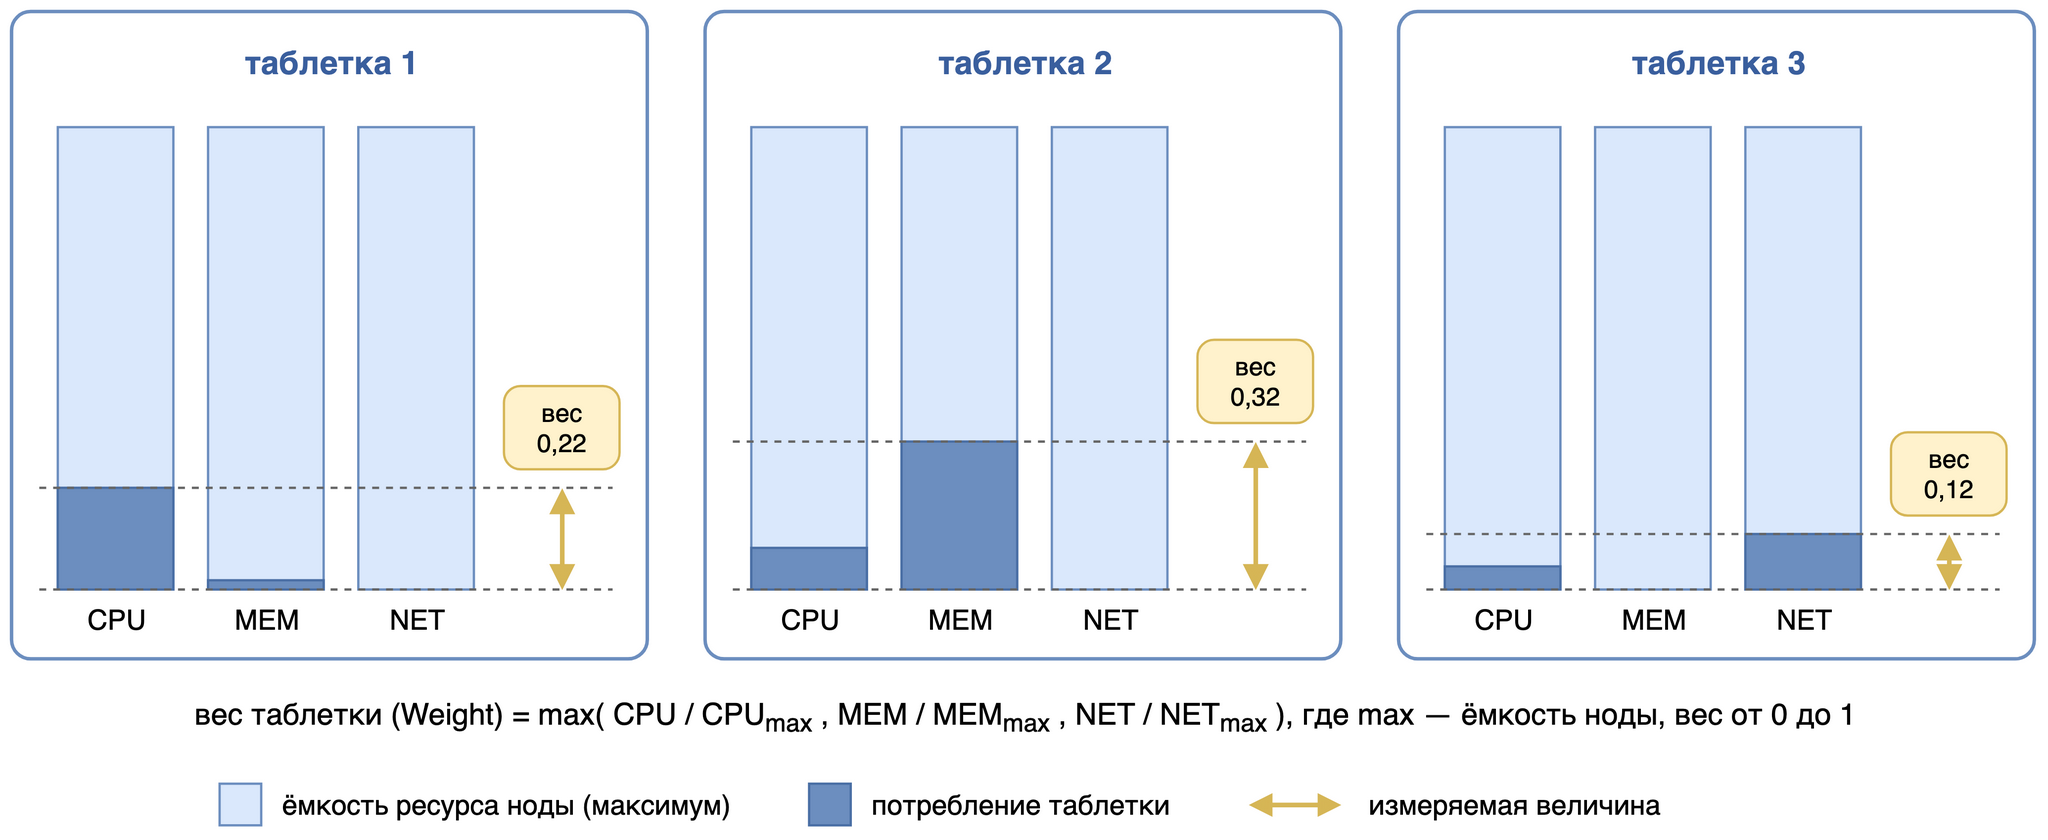 таблетка 1
вес
0,22
CPU MEM NET
таблетка 2
вес
0,32
CPU MEM NET
таблетка 3
вес
0,12
CPU MEM NET
вес таблетки (Weight) = max( CPU / CPUmax , MEM / MEMmax , NET / NETmax ), где max — ёмкость ноды, вес от 0 до 1
ёмкость ресурса ноды (максимум)
потребление таблетки
измеряемая величина